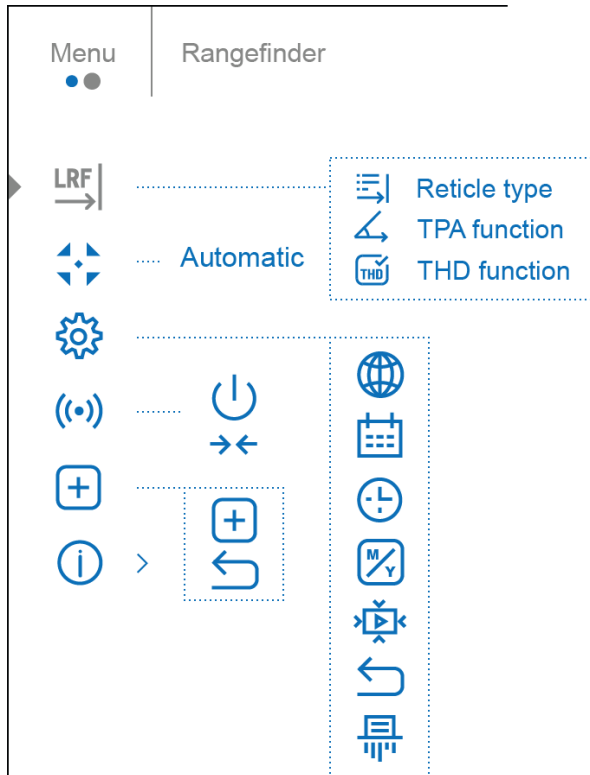 Menu
Rangefinder
LRF
Reticle type
TPA function
THD
THD function
Automatic
M/Y